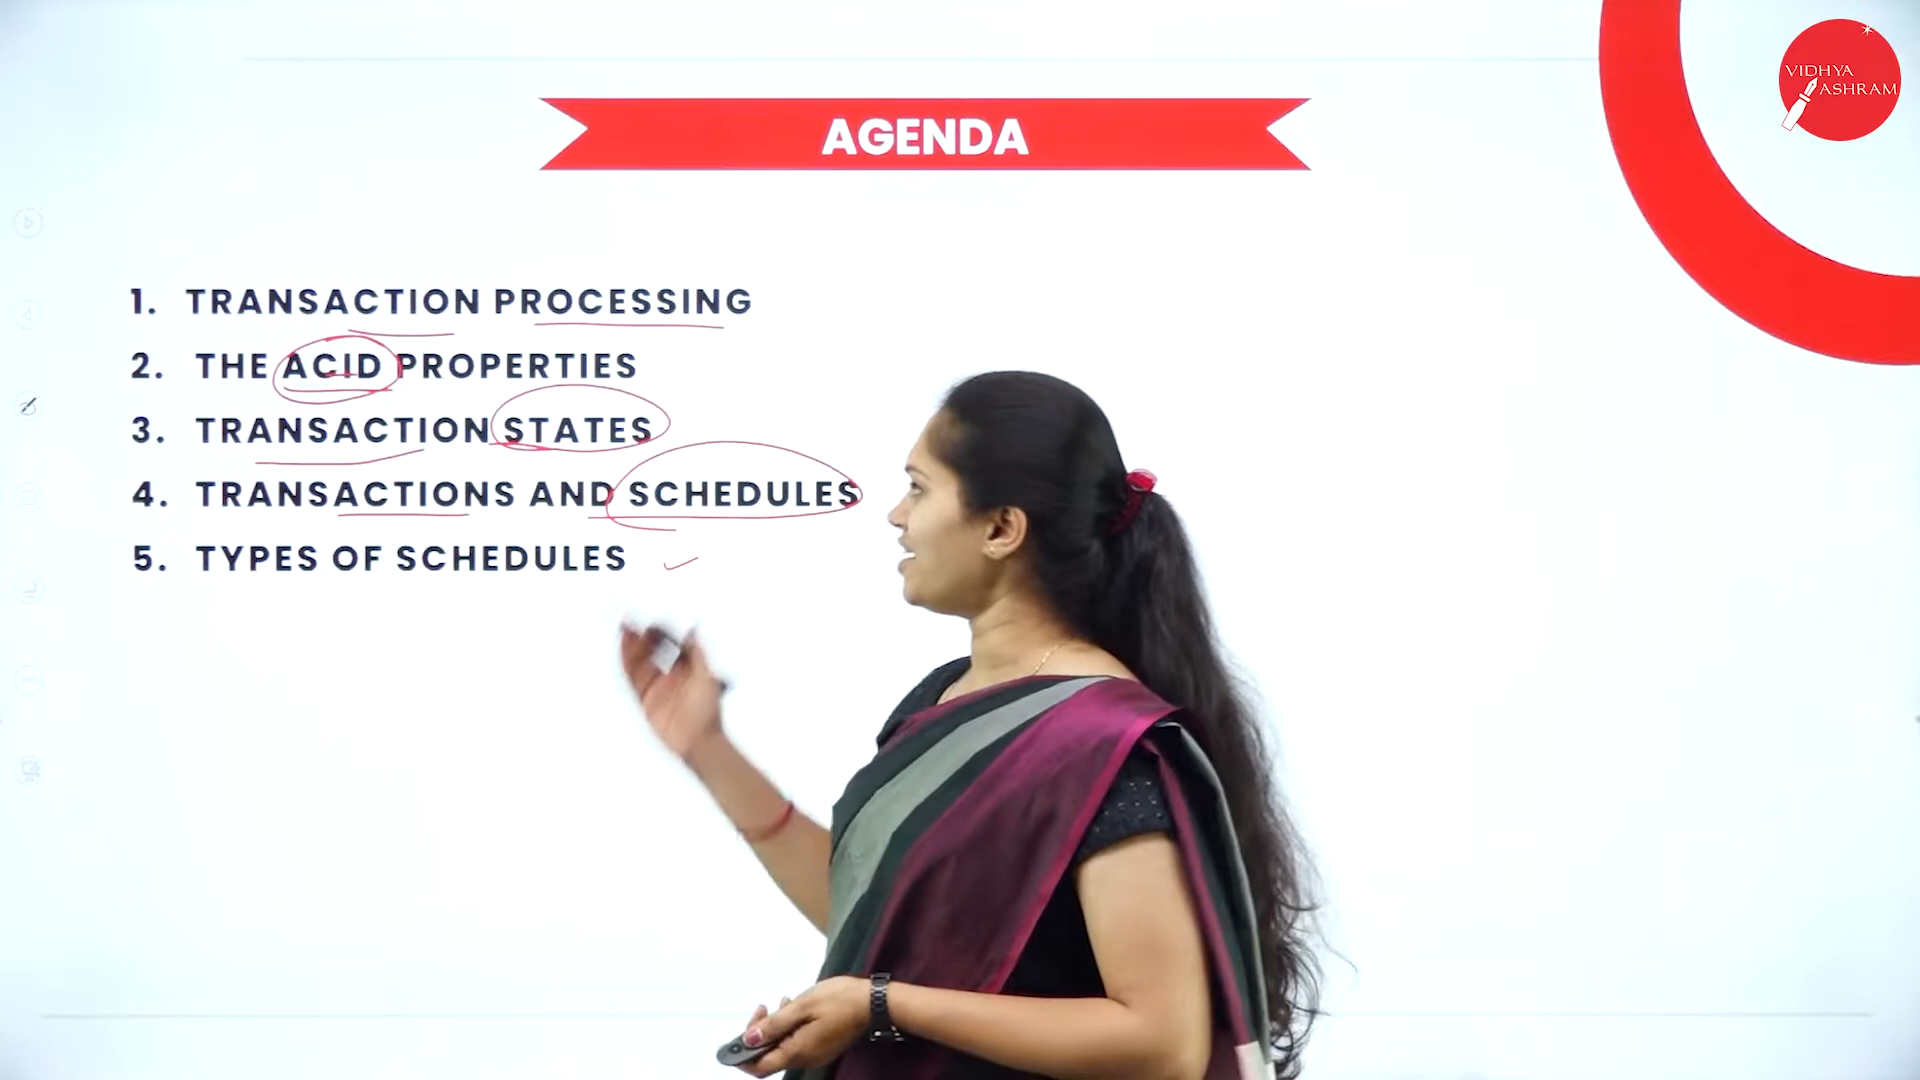 VIDHYA
ASHRAM
AGENDA
1. TRANSACTION PROCESSING
2. THE ACID PROPERTIES
3. TRANSACTION STATES
4. TRANSACTIONS AND SCHEDULES
5. TYPES OF SCHEDULES